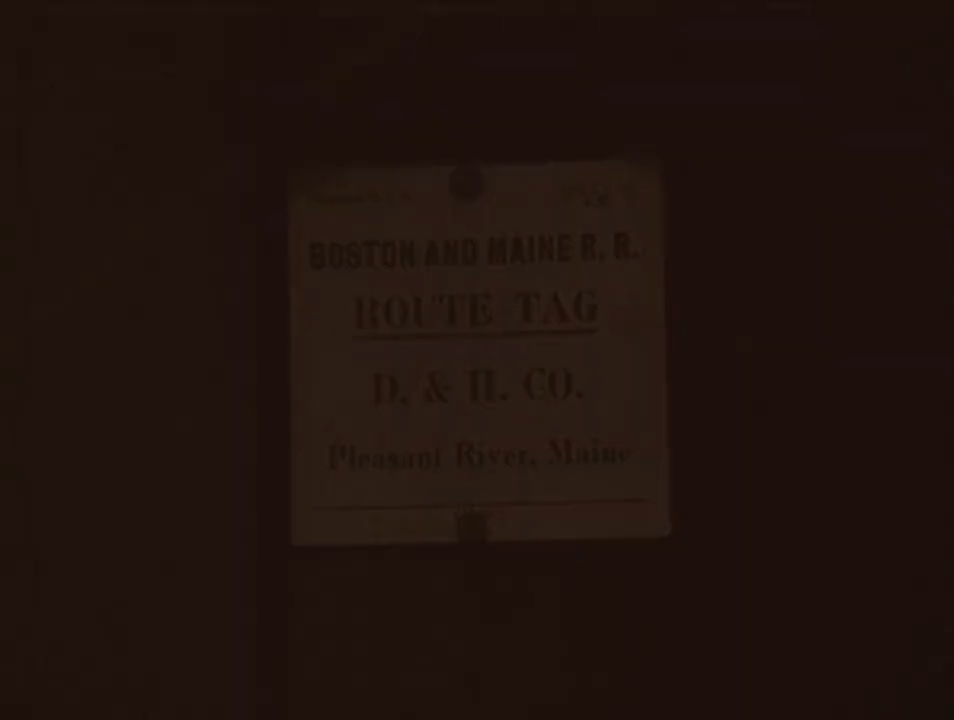 BOSTON AND MAINE R. R.
ROUTE TAG
D. & H. CO.
Pleasant River, Maine